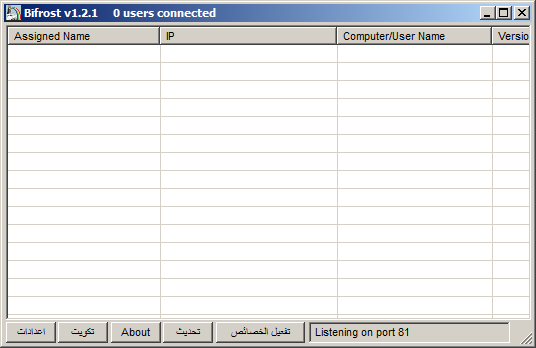 Bifrost v1.2.1 0 users connected
Assigned Name IP Computer/User Name Versio
اعدادات تكويت About تحديث تفعيل الخصائص Listening on port 81